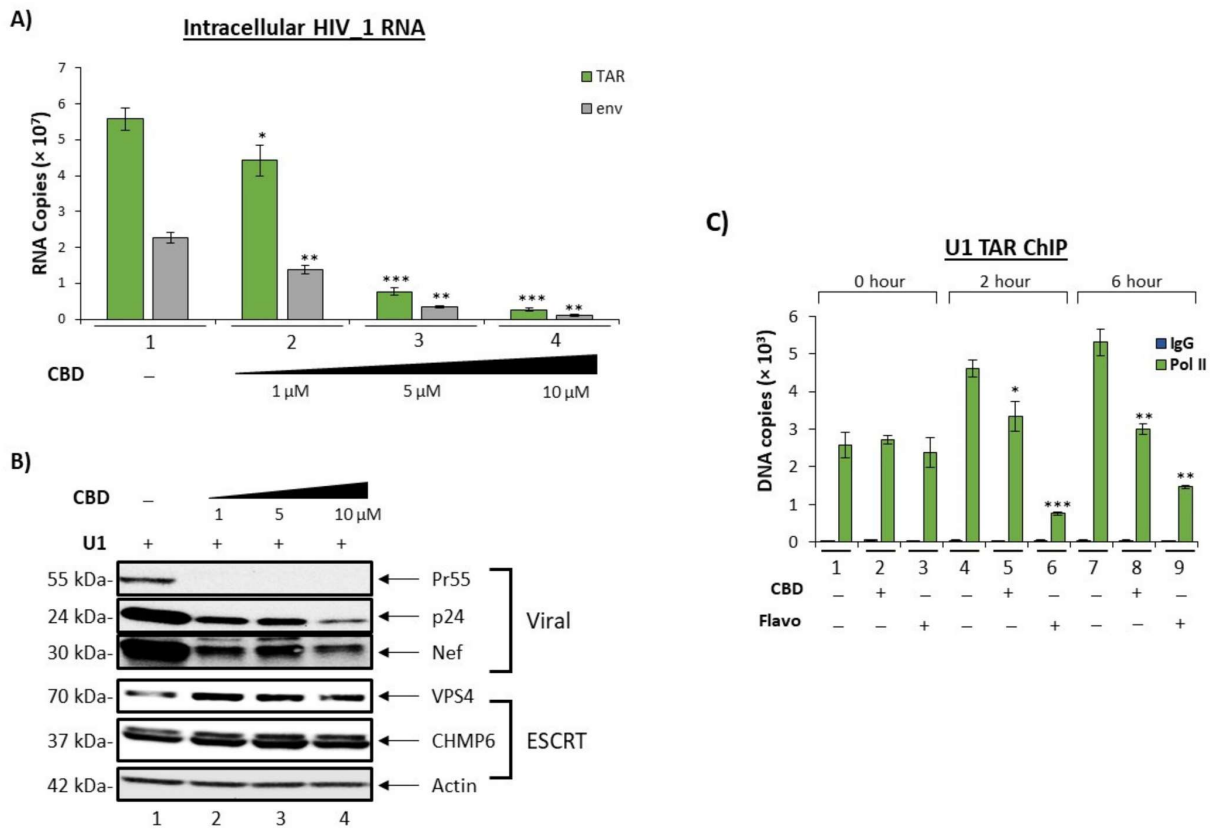 A)
Intracellular HIV_1 RNA
RNA Copies (× 10⁷)
7
6
5
4
3
2
1
0
TAR
env
*
**
***
**
***
**
1 2 3 4
CBD – 1 µM 5 µM 10 µM
B)
CBD – 1 5 10 µM
U1 + + + +
55 kDa- Pr55
24 kDa- p24
30 kDa- Nef
Viral
70 kDa- VPS4
37 kDa- CHMP6
42 kDa- Actin
ESCRT
1 2 3 4
C)
U1 TAR ChIP
0 hour 2 hour 6 hour
DNA copies (× 10³)
6
5
4
3
2
1
0
IgG
Pol II
*
***
**
**
1 2 3 4 5 6 7 8 9
CBD – + – – + – – + –
Flavo – – + – – + – – +